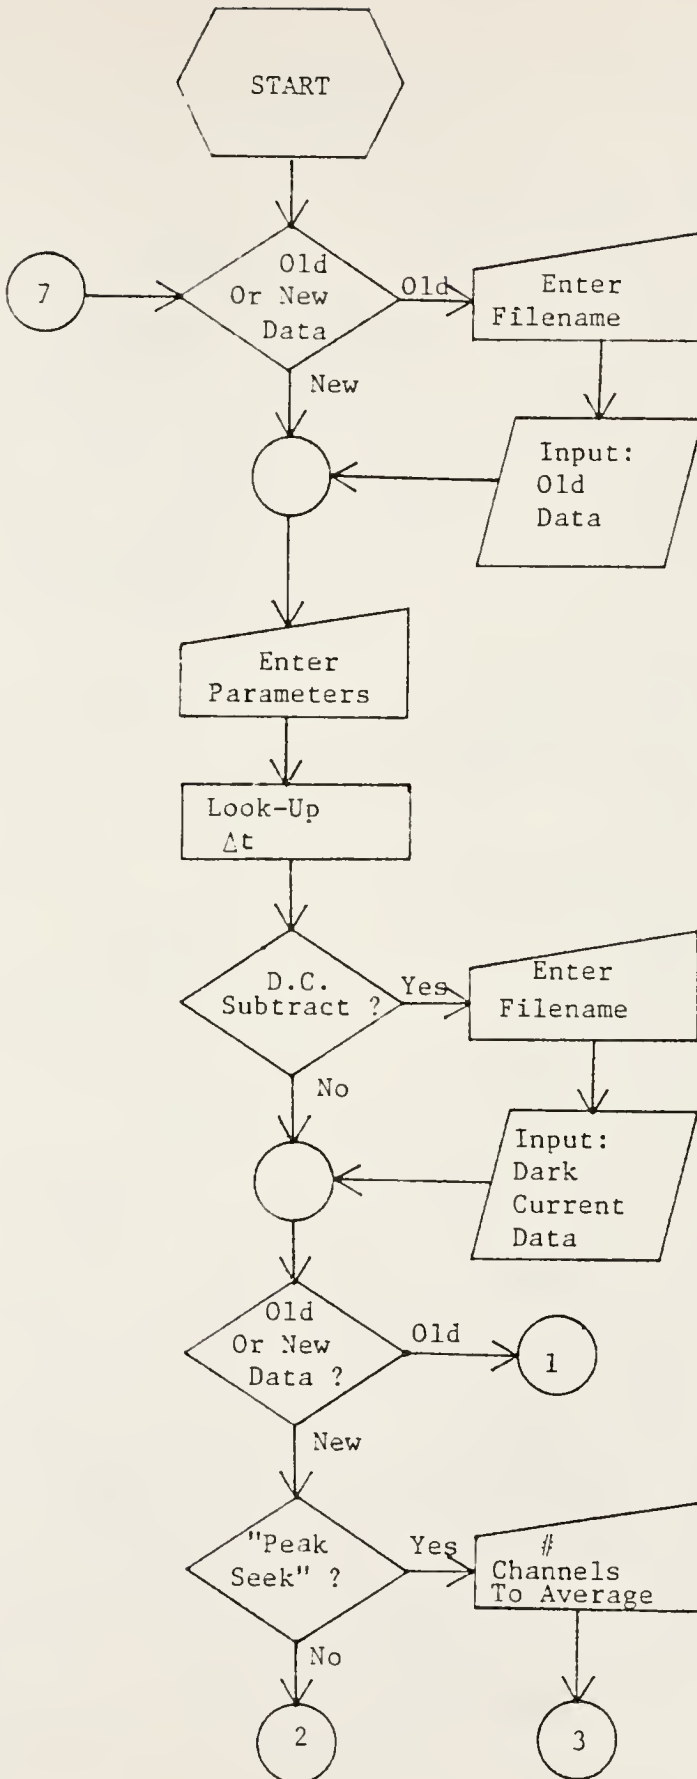 START
7
Old
Or New
Data
Old
Enter
Filename
New
Input:
Old
Data
Enter
Parameters
Look-Up
Δt
D.C.
Subtract ?
Yes
Enter
Filename
No
Input:
Dark
Current
Data
Old
Or New
Data ?
Old
1
New
"Peak
Seek" ?
Yes
#
Channels
To Average
No
2
3